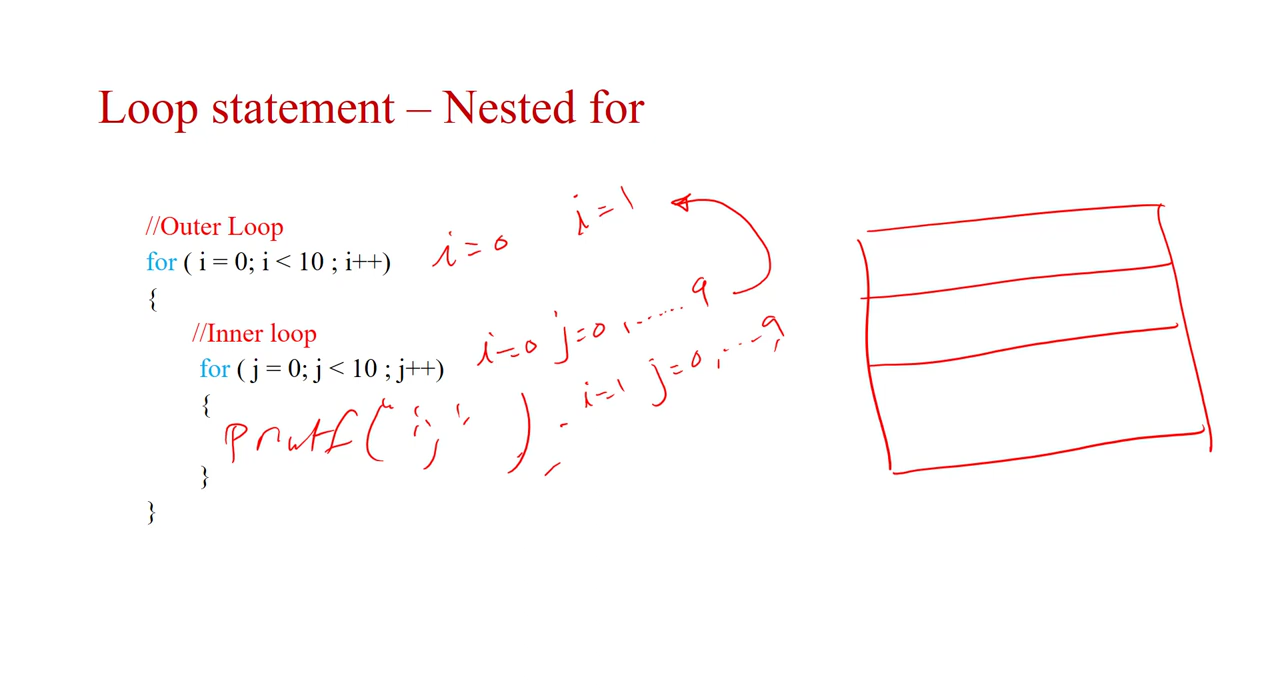 Loop statement – Nested for
//Outer Loop
for ( i = 0; i < 10 ; i++)
i=0
i=1
{
//Inner loop
for ( j = 0; j < 10 ; j++)
i=0 j=0, ...... 9
i=1 j=0, ... 9,
{
}
}